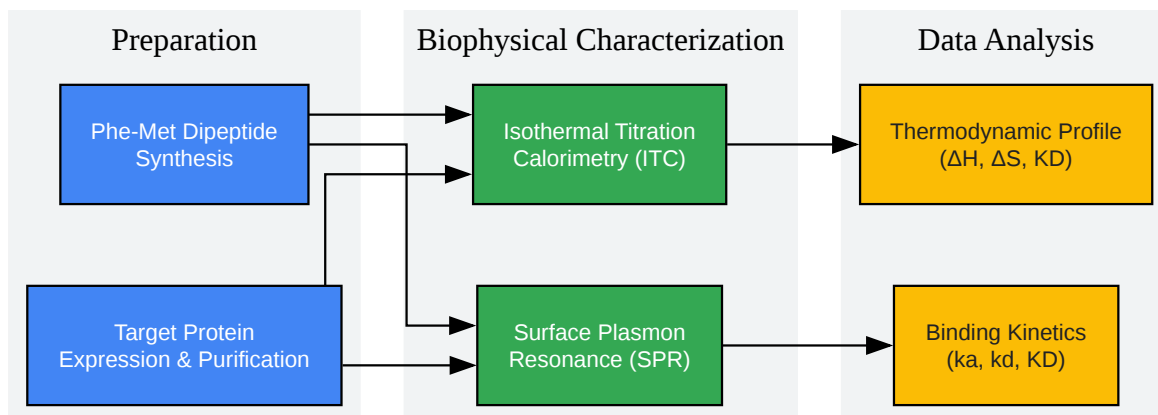 Preparation
Phe-Met Dipeptide
Synthesis
Target Protein
Expression & Purification
Biophysical Characterization
Isothermal Titration
Calorimetry (ITC)
Surface Plasmon
Resonance (SPR)
Data Analysis
Thermodynamic Profile
(ΔH, ΔS, KD)
Binding Kinetics
(ka, kd, KD)